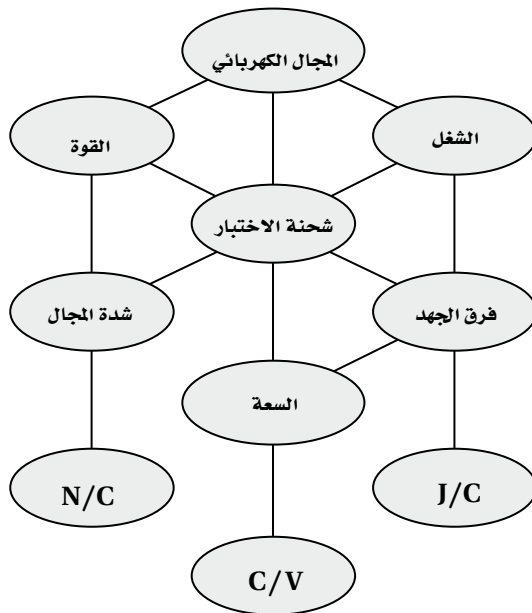 المجال الكهربائي
الشغل
القوة
شحنة الاختبار
فرق الجهد
شدة المجال
السعة
J/C
N/C
C/V